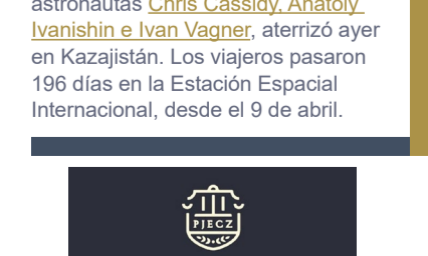 astronautas Chris Cassidy, Anatoly
Ivanishin e Ivan Vagner, aterrizó ayer
en Kazajistán. Los viajeros pasaron
196 días en la Estación Espacial
Internacional, desde el 9 de abril.
PJECZ